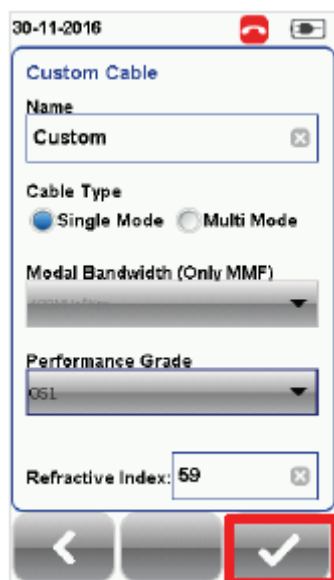 30-11-2016
Custom Cable
Name
Custom
Cable Type
Single Mode Multi Mode
Modal Bandwidth (Only MMF)
Performance Grade
OS1
Refractive Index: 59